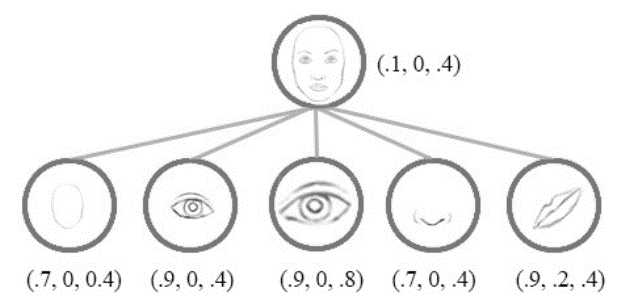 (.1, 0, .4)
(.7, 0, 0.4) (.9, 0, .4) (.9, 0, .8) (.7, 0, .4) (.9, .2, .4)